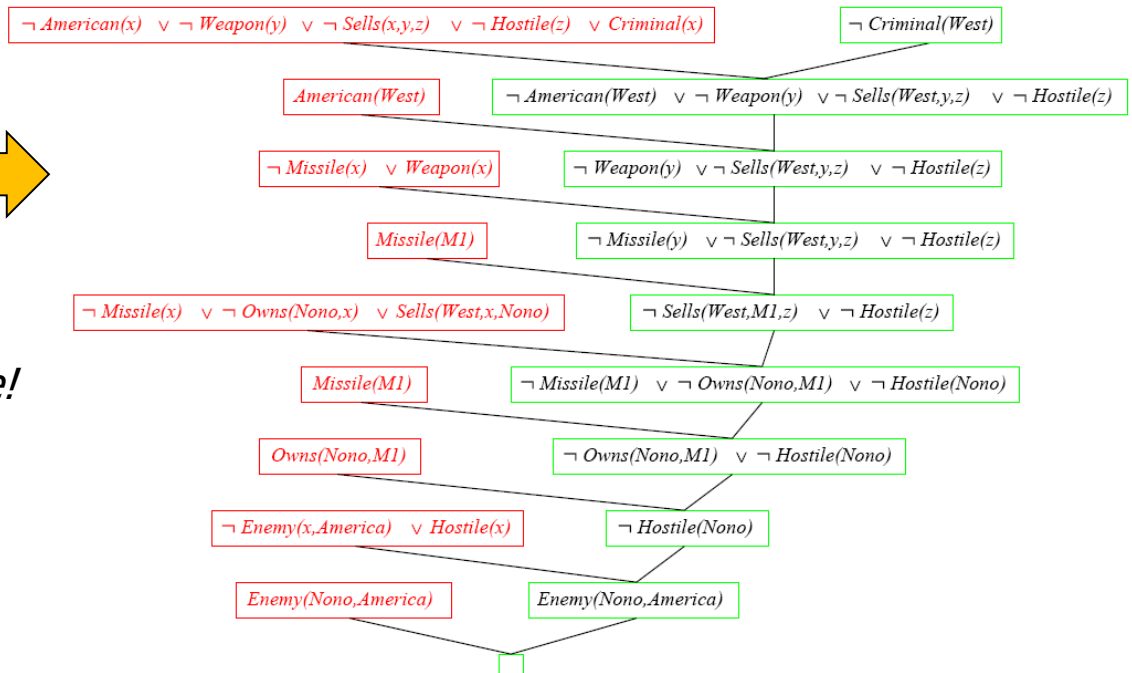 ¬ American(x) ∨ ¬ Weapon(y) ∨ ¬ Sells(x,y,z) ∨ ¬ Hostile(z) ∨ Criminal(x)
¬ Criminal(West)
American(West)
¬ American(West) ∨ ¬ Weapon(y) ∨ ¬ Sells(West,y,z) ∨ ¬ Hostile(z)
¬ Missile(x) ∨ Weapon(x)
¬ Weapon(y) ∨ ¬ Sells(West,y,z) ∨ ¬ Hostile(z)
Missile(M1)
¬ Missile(y) ∨ ¬ Sells(West,y,z) ∨ ¬ Hostile(z)
¬ Missile(x) ∨ ¬ Owns(Nono,x) ∨ Sells(West,x,Nono)
¬ Sells(West,M1,z) ∨ ¬ Hostile(z)
Missile(M1)
¬ Missile(M1) ∨ ¬ Owns(Nono,M1) ∨ ¬ Hostile(Nono)
Owns(Nono,M1)
¬ Owns(Nono,M1) ∨ ¬ Hostile(Nono)
¬ Enemy(x,America) ∨ Hostile(x)
¬ Hostile(Nono)
Enemy(Nono,America)
Enemy(Nono,America)